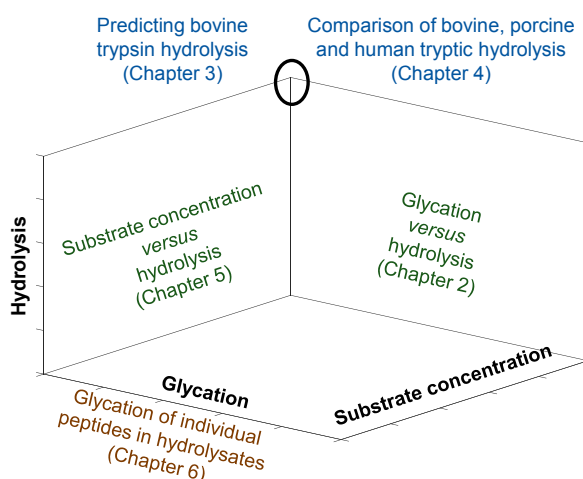 Predicting bovine
trypsin hydrolysis
(Chapter 3)
Comparison of bovine, porcine
and human tryptic hydrolysis
(Chapter 4)
Substrate concentration
versus
hydrolysis
(Chapter 5)
Glycation
versus
hydrolysis
(Chapter 2)
Hydrolysis
Glycation
Substrate concentration
Glycation of individual
peptides in hydrolysates
(Chapter 6)